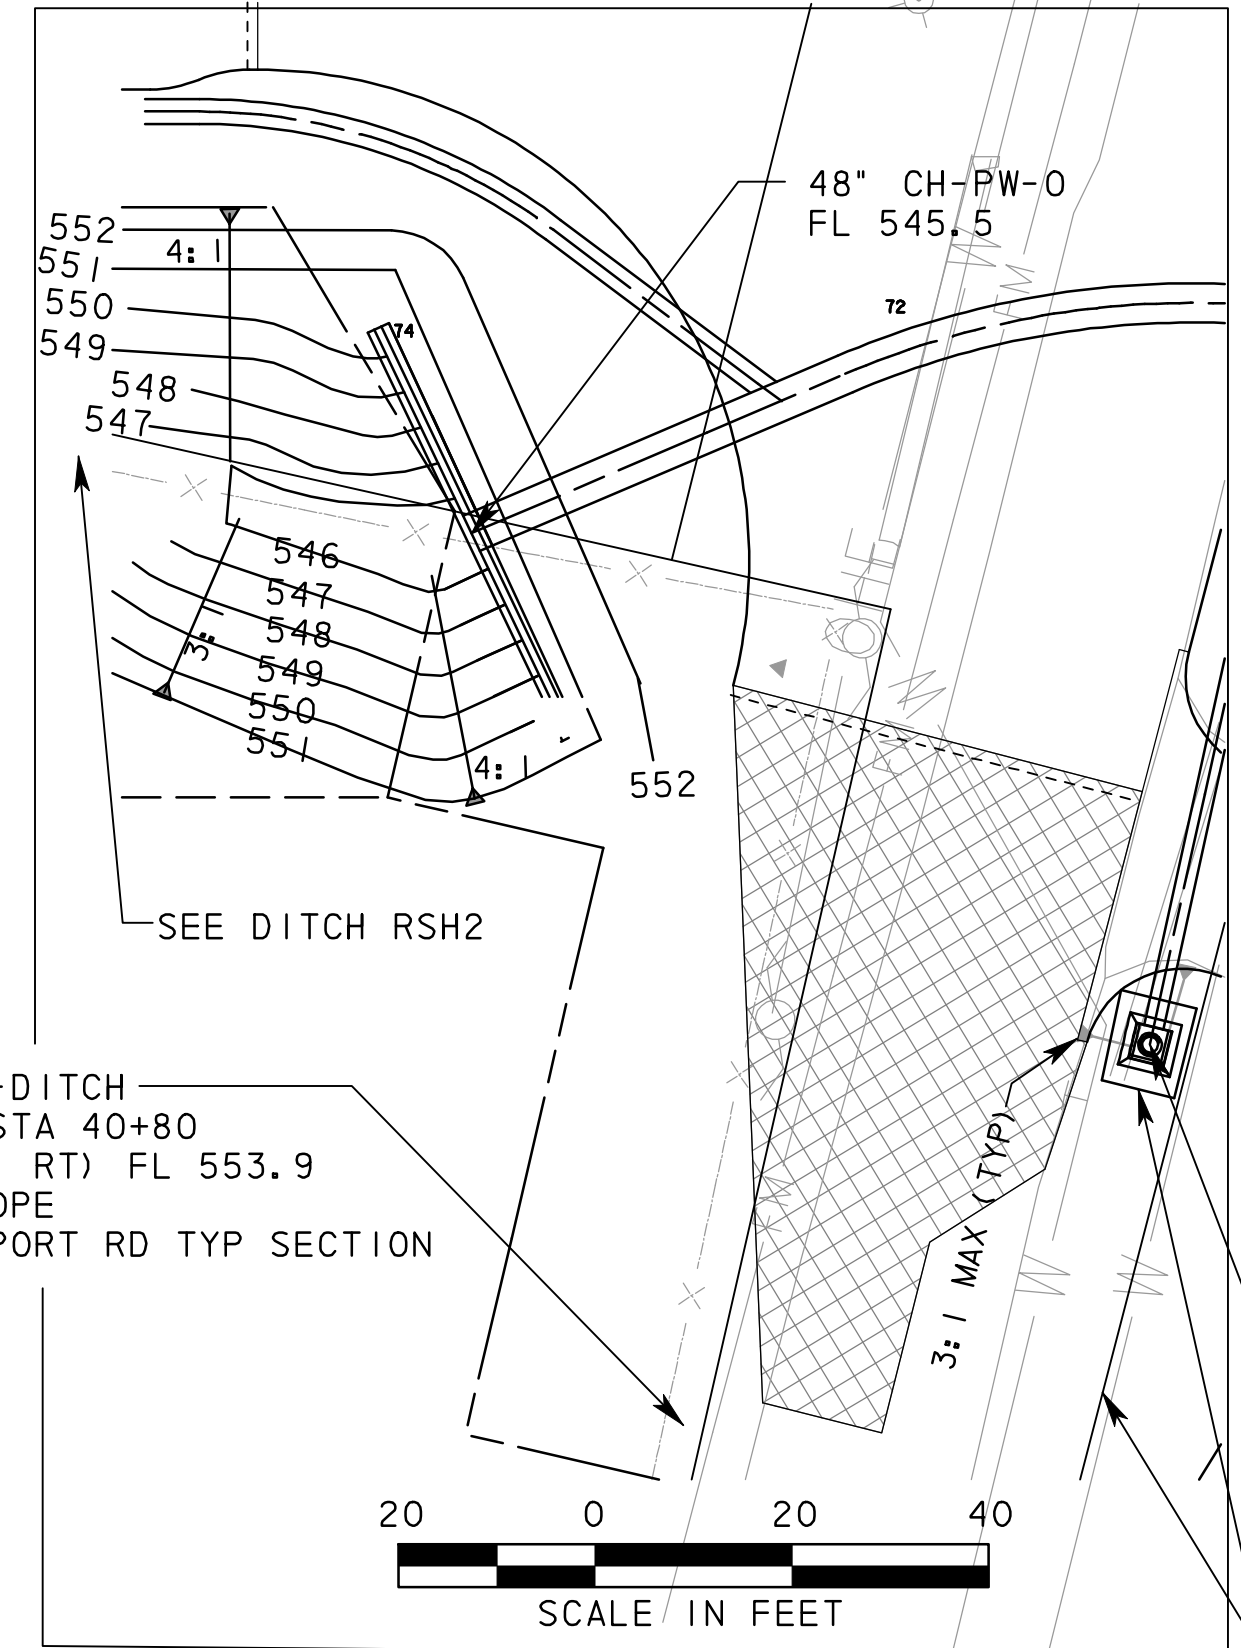 48" CH-PW-0
FL 545.5
552
4:1
551
550
549
548
547
74
72
546
547
548
549
550
551
3:
4:1
552
SEE DITCH RSH2
-DITCH
STA 40+80
RT) FL 553.9
OPE
PORT RD TYP SECTION
3:1 MAX (TYP)
20 0 20 40
SCALE IN FEET